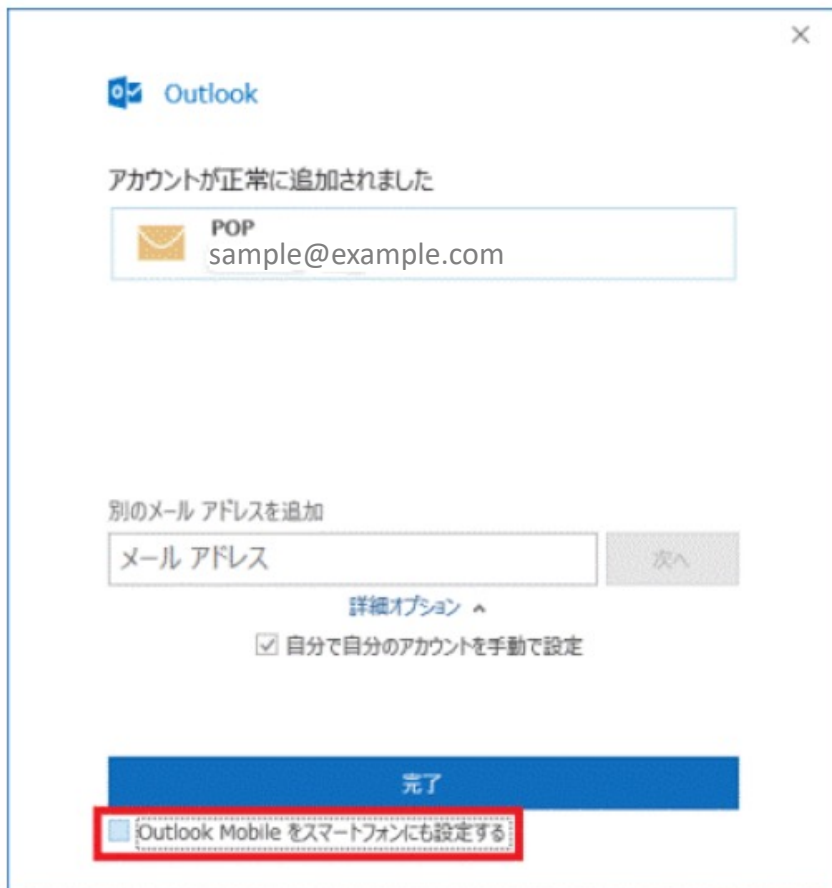 Outlook
アカウントが正常に追加されました
POP
sample@example.com
別のメール アドレスを追加
メール アドレス
次へ
詳細オプション
自分で自分のアカウントを手動で設定
完了
Outlook Mobile をスマートフォンにも設定する